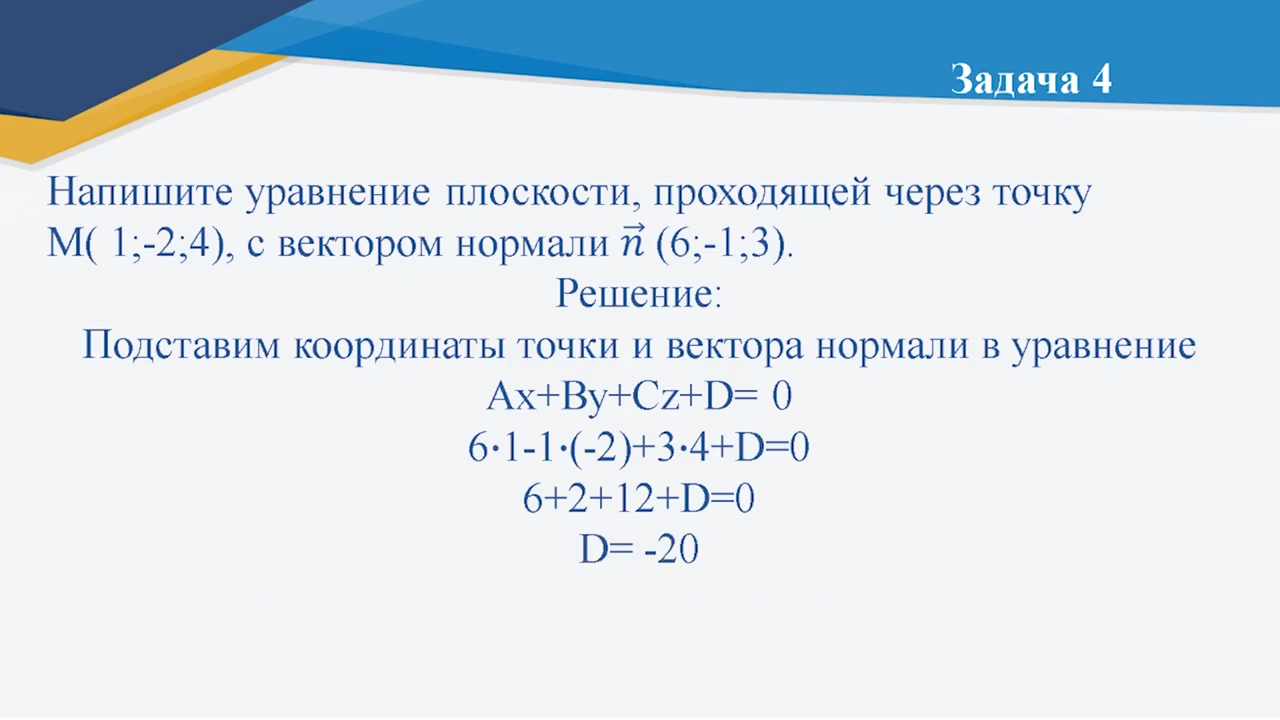 Задача 4
Напишите уравнение плоскости, проходящей через точку
М( 1;-2;4), с вектором нормали n⃗ (6;-1;3).
Решение:
Подставим координаты точки и вектора нормали в уравнение
Ax+By+Cz+D= 0
6·1-1·(-2)+3·4+D=0
6+2+12+D=0
D= -20